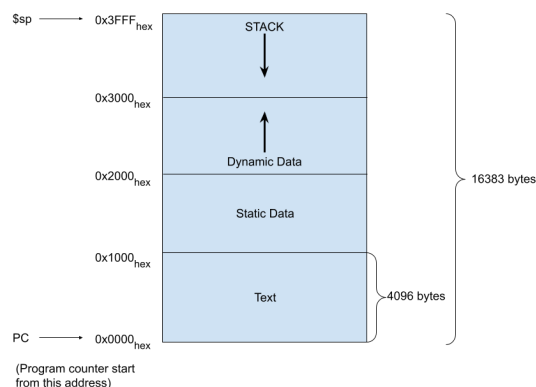 $sp
0x3FFFhex
STACK
0x3000hex
Dynamic Data
0x2000hex
16383 bytes
Static Data
0x1000hex
Text
4096 bytes
PC
0x0000hex
(Program counter start
from this address)